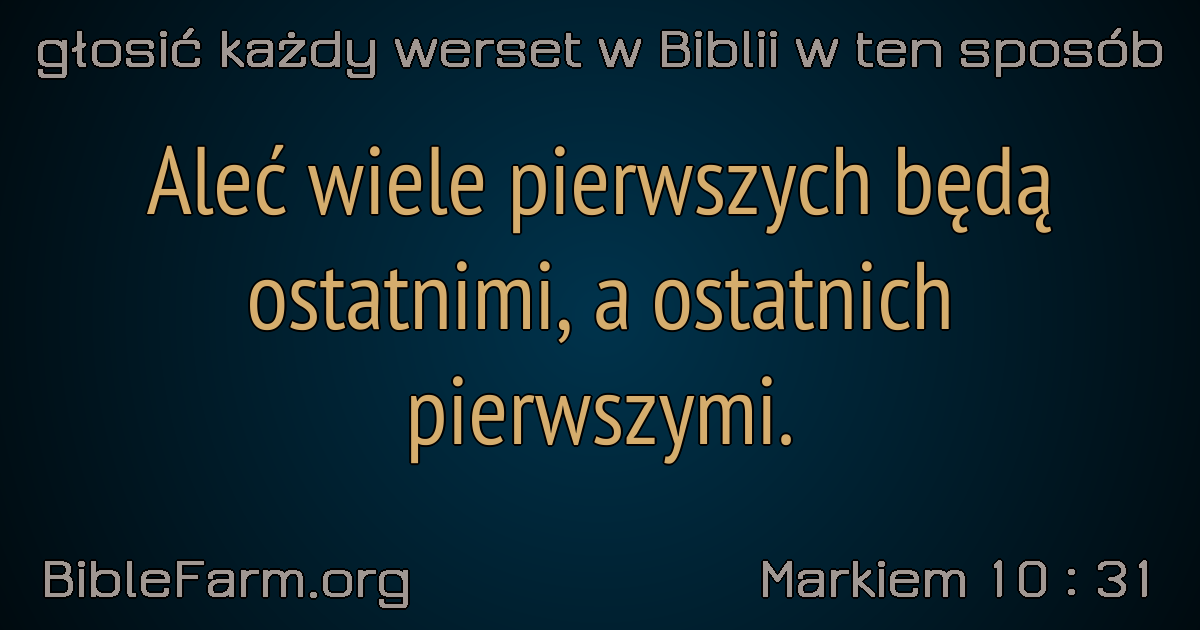 głosić każdy werset w Biblii w ten sposób
Aleć wiele pierwszych będą
ostatnimi, a ostatnich
pierwszymi.
BibleFarm.org
Markiem 10 : 31